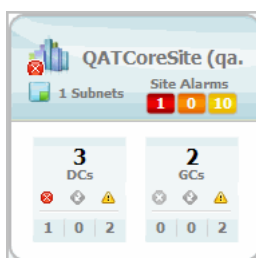 QATCoreSite (qa.
1 Subnets
Site Alarms
1 0 10
3
DCs
1 0 2
2
GCs
0 0 2